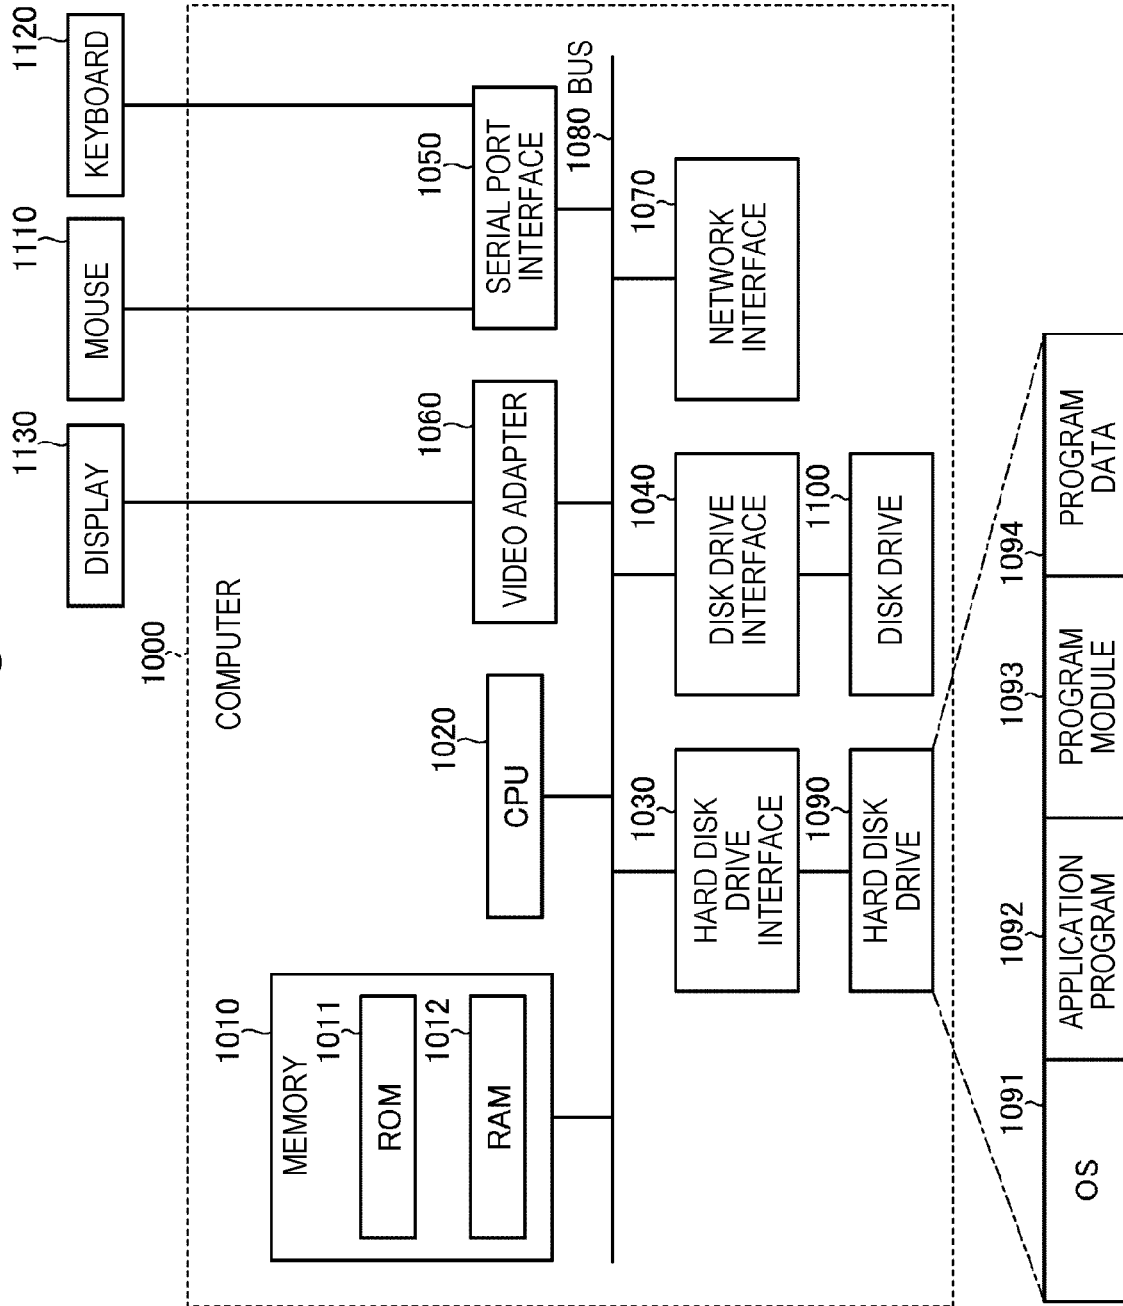 1000
COMPUTER
1010
MEMORY
1011
ROM
1012
RAM
1020
CPU
1130
DISPLAY
1060
VIDEO ADAPTER
1110
MOUSE
1120
KEYBOARD
1050
SERIAL PORT
INTERFACE
1080 BUS
1030
HARD DISK
DRIVE
INTERFACE
1090
HARD DISK
DRIVE
1040
DISK DRIVE
INTERFACE
1100
DISK DRIVE
1070
NETWORK
INTERFACE
1091
OS
1092
APPLICATION
PROGRAM
1093
PROGRAM
MODULE
1094
PROGRAM
DATA